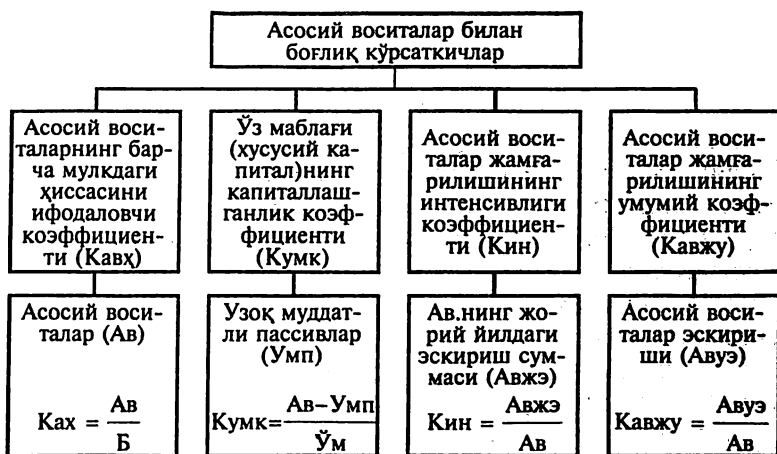 Асосий воситалар билан
боғлиқ кўрсаткичлар
Асосий воси-
таларнинг бар-
ча мулкдаги
ҳиссасини
ифодаловчи
коэффициен-
ти (Кавҳ)
Ўз маблағи
(хусусий ка-
питал)нинг
капиталлаш-
ганлик коэф-
фициенти
(Кумк)
Асосий воси-
талар жамға-
рилишининг
интенсивлиги
коэффициен-
ти (Кин)
Асосий воси-
талар жамға-
рилишининг
умумий коэф-
фициенти
(Кавжу)
Асосий воси-
талар (Ав)
Ках = Ав
Б
Узоқ муддат-
ли пассивлар
(Умп)
Кумк= Ав−Умп
Ўм
Ав.нинг жо-
рий йилдаги
эскириш сум-
маси (Авжэ)
Кин = Авжэ
Ав
Асосий воси-
талар эскири-
ши (Авуэ)
Кавжу = Авуэ
Ав